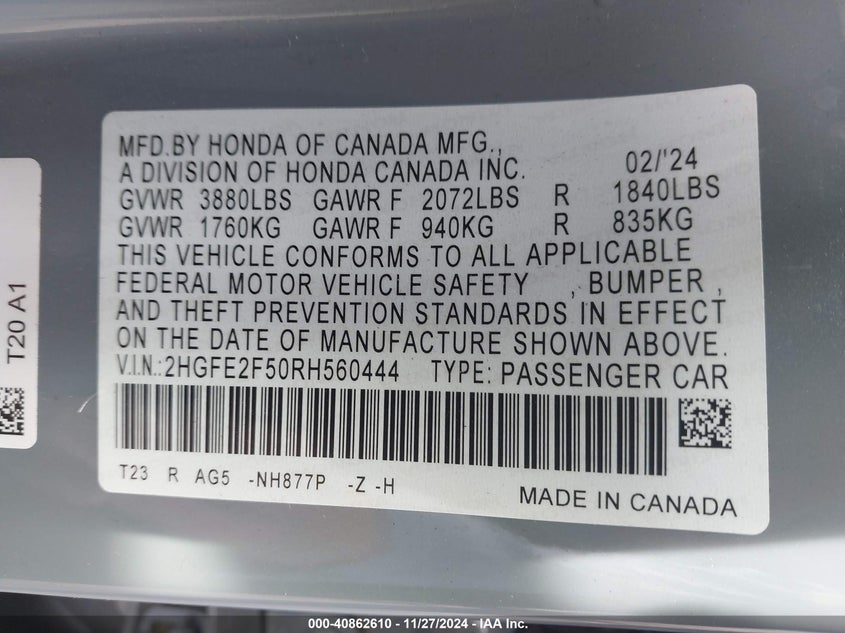 MFD.BY HONDA OF CANADA MFG.,
A DIVISION OF HONDA CANADA INC. 02/'24
GVWR 3880LBS GAWR F 2072LBS R 1840LBS
GVWR 1760KG GAWR F 940KG R 835KG
THIS VEHICLE CONFORMS TO ALL APPLICABLE
FEDERAL MOTOR VEHICLE SAFETY , BUMPER ,
AND THEFT PREVENTION STANDARDS IN EFFECT
ON THE DATE OF MANUFACTURE SHOWN ABOVE.
V.I.N.:2HGFE2F50RH560444 TYPE: PASSENGER CAR
T23 R AG5 -NH877P -Z -H
MADE IN CANADA
T20 A1
000-40862610 | 11/27/2024 | IAA Inc.